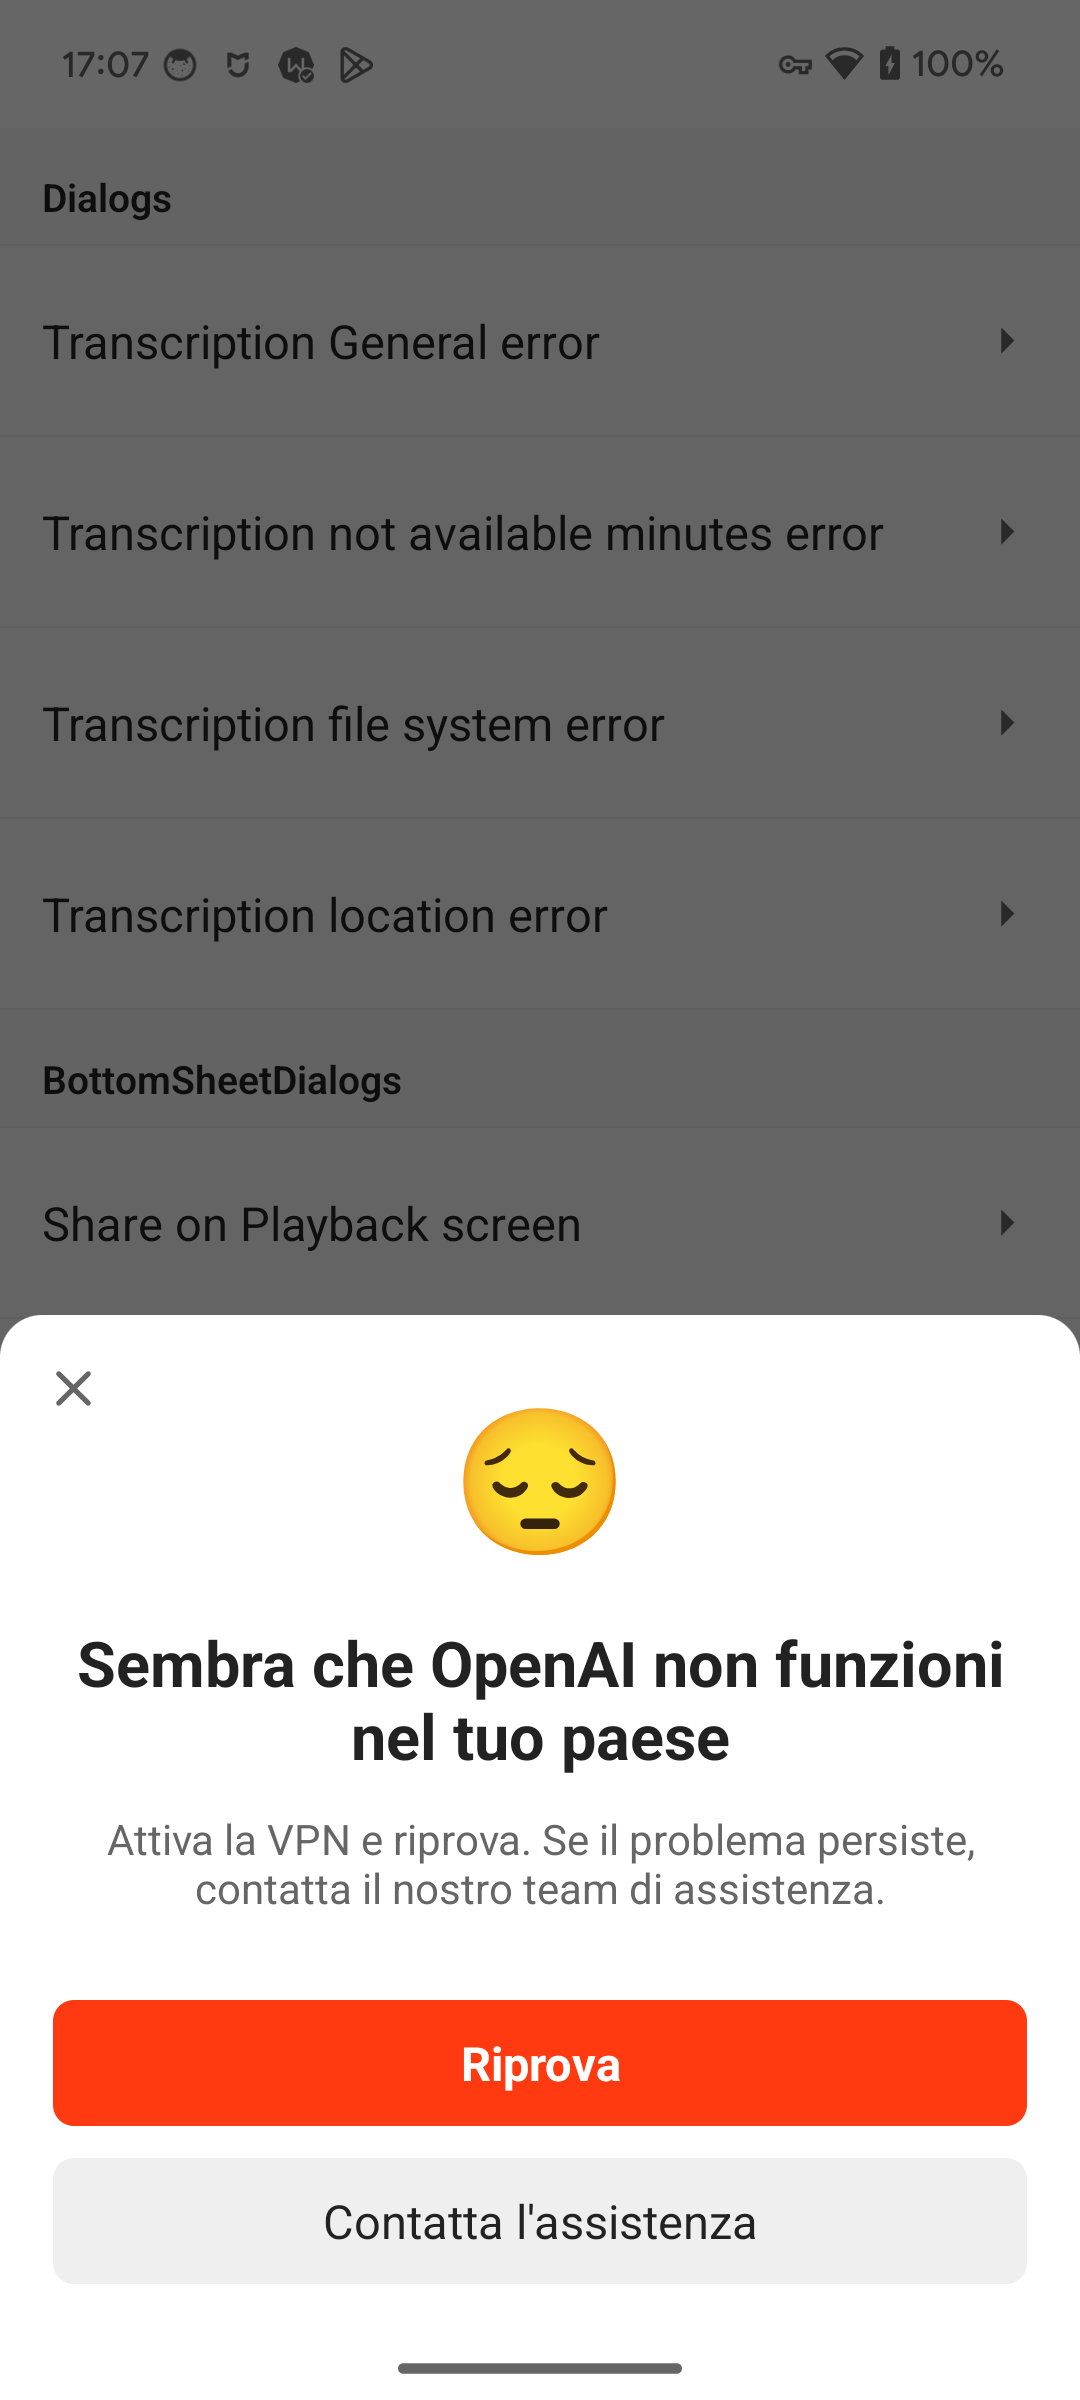 17:07 100%
Dialogs
Transcription General error
Transcription not available minutes error
Transcription file system error
Transcription location error
BottomSheetDialogs
Share on Playback screen
Sembra che OpenAI non funzioni
nel tuo paese
Attiva la VPN e riprova. Se il problema persiste,
contatta il nostro team di assistenza.
Riprova
Contatta l'assistenza